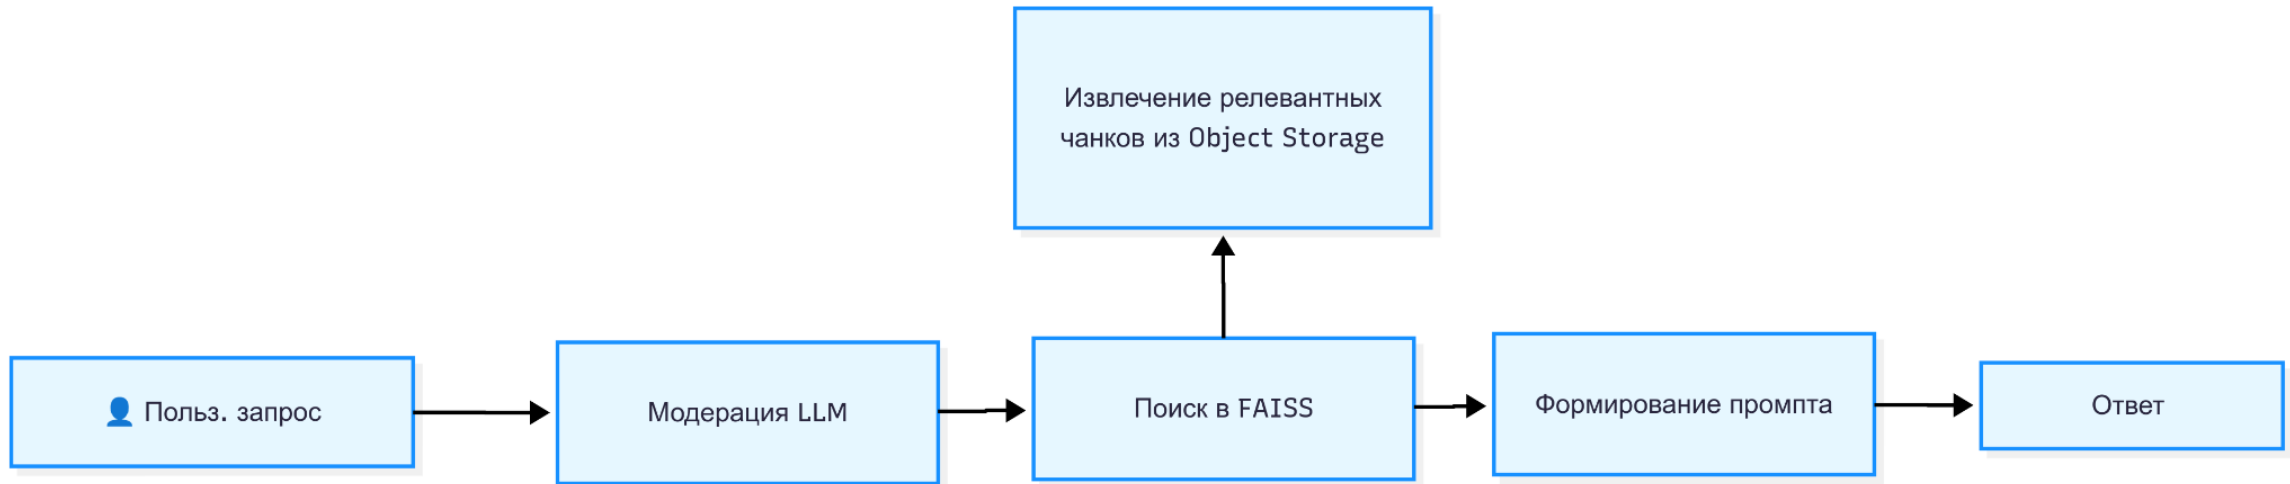 Извлечение релевантных
чанков из Object Storage
👤 Польз. запрос
Модерация LLM
Поиск в FAISS
Формирование промпта
Ответ